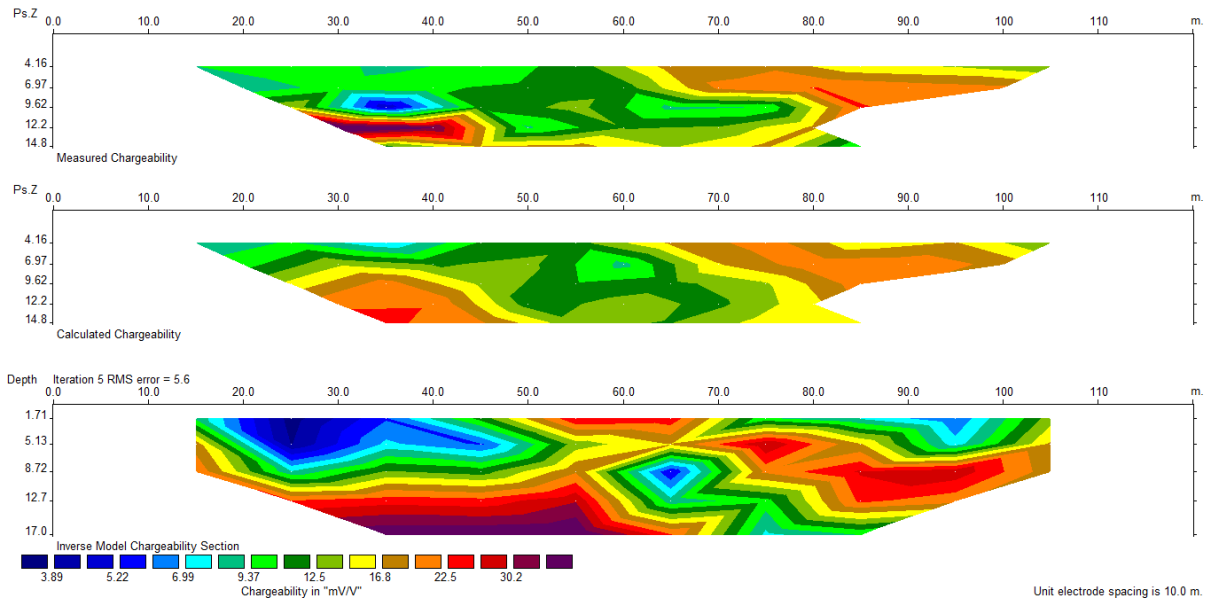 Ps.Z 0.0 10.0 20.0 30.0 40.0 50.0 60.0 70.0 80.0 90.0 100 110 m.
4.16
6.97
9.62
12.2
14.8
Measured Chargeability
Ps.Z 0.0 10.0 20.0 30.0 40.0 50.0 60.0 70.0 80.0 90.0 100 110 m.
4.16
6.97
9.62
12.2
14.8
Calculated Chargeability
Depth Iteration 5 RMS error = 5.6
0.0 10.0 20.0 30.0 40.0 50.0 60.0 70.0 80.0 90.0 100 110 m.
1.71
5.13
8.72
12.7
17.0
Inverse Model Chargeability Section
3.89 5.22 6.99 9.37 12.5 16.8 22.5 30.2
Chargeability in "mV/V" Unit electrode spacing is 10.0 m.